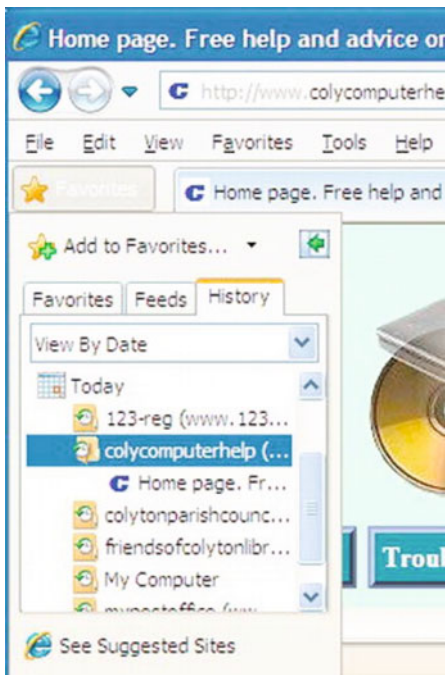 Home page. Free help and advice or
http://www.colycomputerhe
File Edit View Favorites Tools Help
Favorites
Home page. Free help and
Add to Favorites...
Favorites Feeds History
View By Date
Today
123-reg (www.123...
colycomputerhelp (...
Home page. Fr...
colytonparishcounc...
friendsofcolytonlibr...
My Computer
Troul
See Suggested Sites